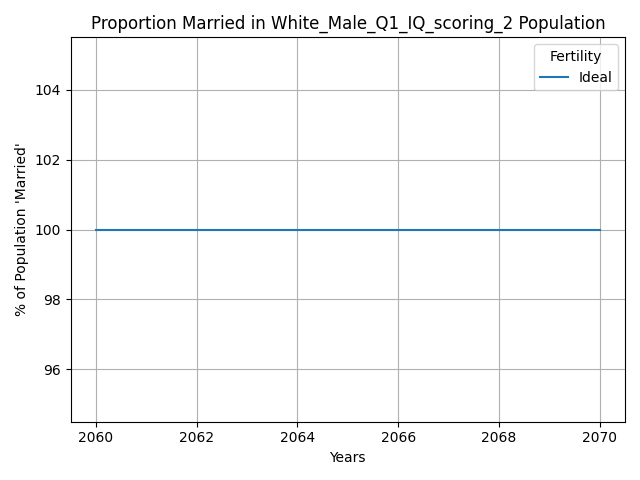 Proportion Married in White_Male_Q1_IQ_scoring_2 Population
Fertility
Ideal
% of Population 'Married'
104
102
100
98
96
2060 2062 2064 2066 2068 2070
Years